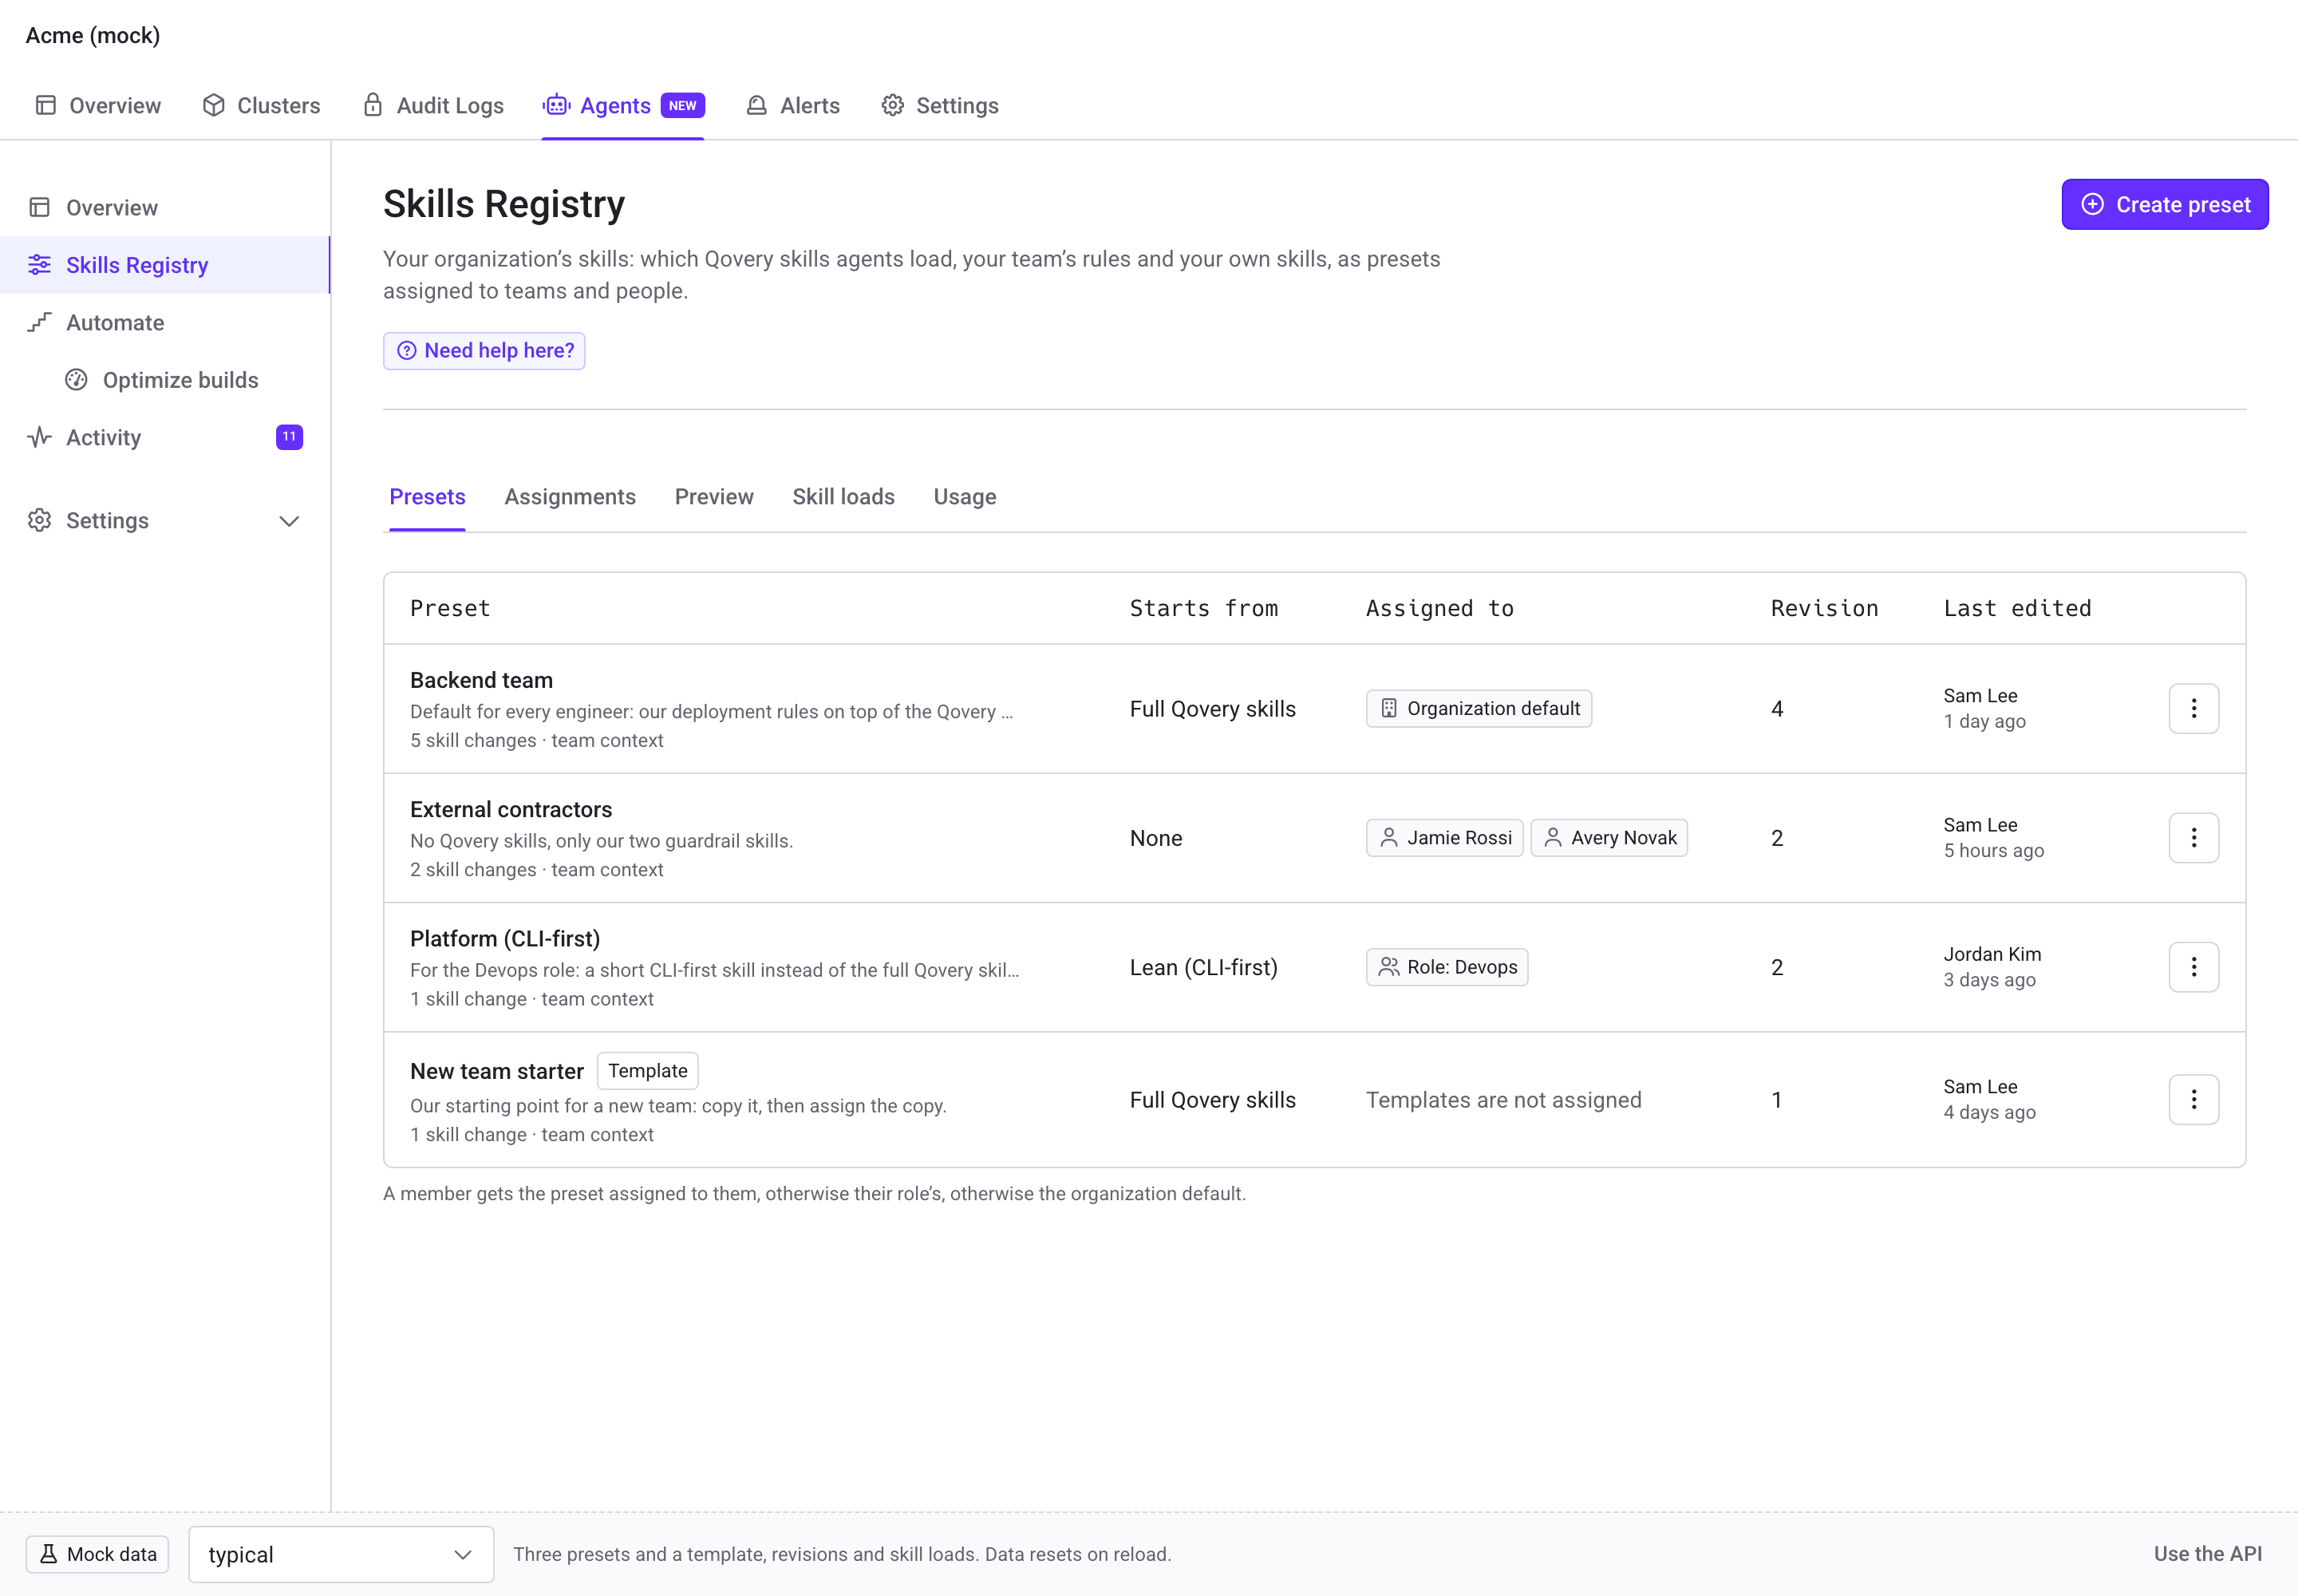 Acme (mock)
Overview
Clusters
Audit Logs
Agents NEW
Alerts
Settings
Overview
Skills Registry
Automate
Optimize builds
Activity 11
Settings
Skills Registry
Create preset
Your organization’s skills: which Qovery skills agents load, your team’s rules and your own skills, as presets
assigned to teams and people.
Need help here?
Presets
Assignments
Preview
Skill loads
Usage
Preset
Starts from
Assigned to
Revision
Last edited
Backend team
Default for every engineer: our deployment rules on top of the Qovery …
5 skill changes · team context
Full Qovery skills
Organization default
4
Sam Lee
1 day ago
External contractors
No Qovery skills, only our two guardrail skills.
2 skill changes · team context
None
Jamie Rossi
Avery Novak
2
Sam Lee
5 hours ago
Platform (CLI-first)
For the Devops role: a short CLI-first skill instead of the full Qovery skil…
1 skill change · team context
Lean (CLI-first)
Role: Devops
2
Jordan Kim
3 days ago
New team starter
Template
Our starting point for a new team: copy it, then assign the copy.
1 skill change · team context
Full Qovery skills
Templates are not assigned
1
Sam Lee
4 days ago
A member gets the preset assigned to them, otherwise their role’s, otherwise the organization default.
Mock data
typical
Three presets and a template, revisions and skill loads. Data resets on reload.
Use the API